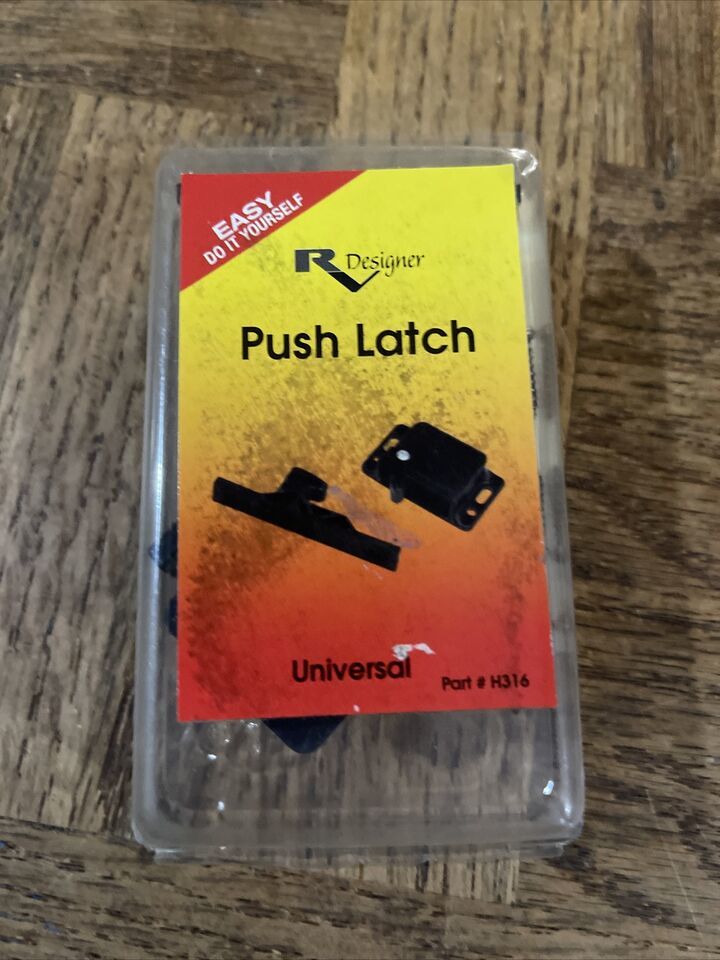 EASY
DO IT YOURSELF
RV Designer
Push Latch
Universal
Part # H316